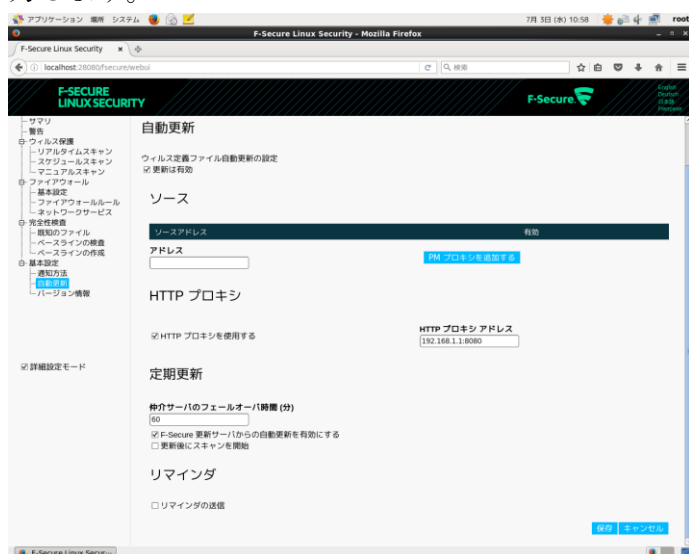 アプリケーション 場所 システム
7月 3日 (水) 10:58
root
F-Secure Linux Security - Mozilla Firefox
F-Secure Linux Security
localhost:28080/fsecure/webui
検索
F-SECURE
LINUX SECURITY
F-Secure.
English
Deutsch
日本語
Française
サマリ
警告
ウィルス保護
リアルタイムスキャン
スケジュールスキャン
マニュアルスキャン
ファイアウォール
基本設定
ファイアウォールルール
ネットワークサービス
完全性検査
既知のファイル
ベースラインの検査
ベースラインの作成
基本設定
通知方法
自動更新
バージョン情報
詳細設定モード
自動更新
ウィルス定義ファイル自動更新の設定
更新は有効
ソース
ソースアドレス 有効
アドレス
PM プロキシを追加する
HTTP プロキシ
HTTP プロキシを使用する
HTTP プロキシ アドレス
192.168.1.1:8080
定期更新
仲介サーバのフェールオーバ時間 (分)
60
F-Secure 更新サーバからの自動更新を有効にする
更新後にスキャンを開始
リマインダ
リマインダの送信
保存 キャンセル
F-Secure Linux Secur…